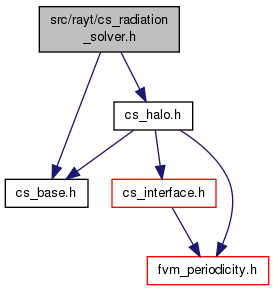 src/rayt/cs_radiation
_solver.h
cs_halo.h
cs_base.h
cs_interface.h
fvm_periodicity.h